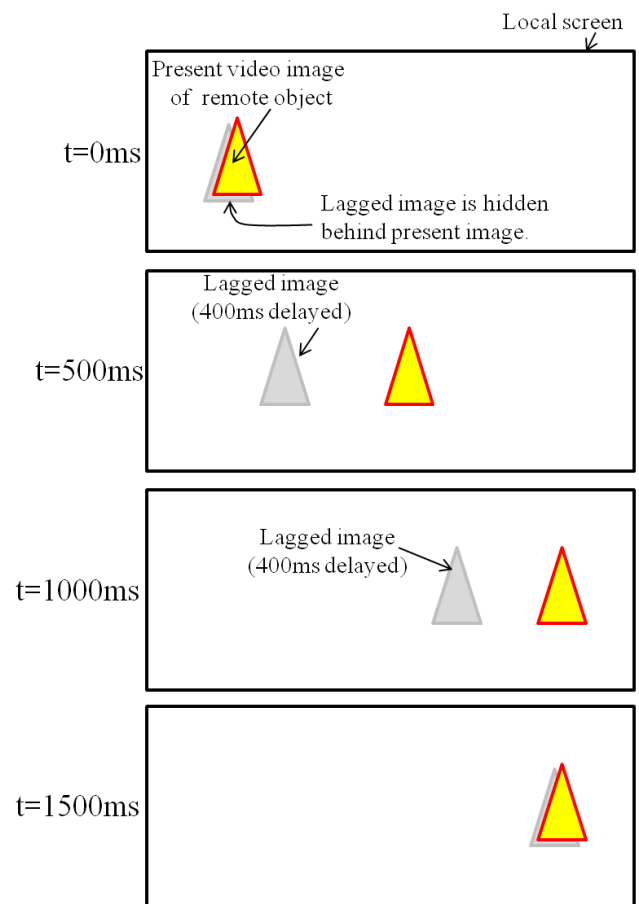 Local screen
Present video image
of remote object
t=0ms
Lagged image is hidden
behind present image.
Lagged image
(400ms delayed)
t=500ms
Lagged image
(400ms delayed)
t=1000ms
t=1500ms